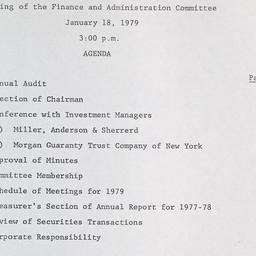 ing of the Finance and Administration Committee
January 18, 1979
3:00 p.m.
AGENDA
Pa
nual Audit
ection of Chairman
nference with Investment Managers
) Miller, Anderson & Sherrerd
) Morgan Guaranty Trust Company of New York
proval of Minutes
mmittee Membership
hedule of Meetings for 1979
easurer's Section of Annual Report for 1977-78
view of Securities Transactions
rporate Responsibility